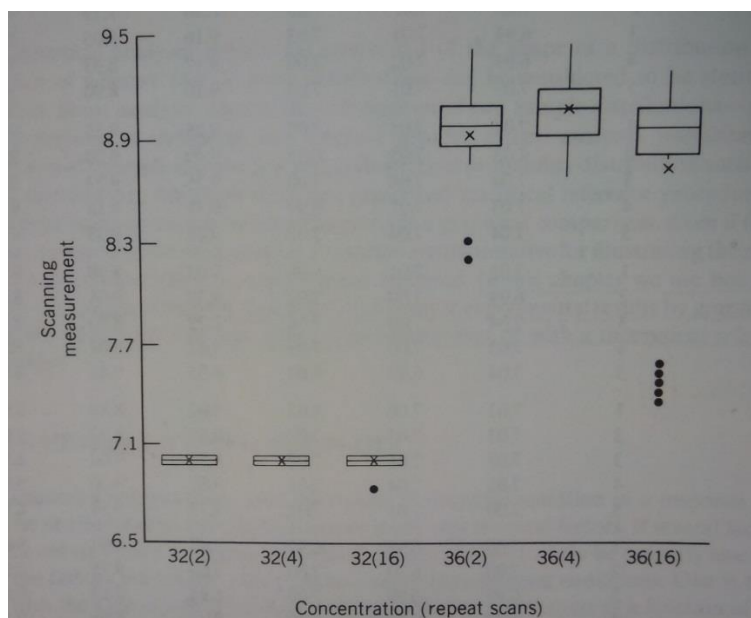 9.5
8.9
8.3
7.7
7.1
6.5
Scanning
measurement
32(2) 32(4) 32(16) 36(2) 36(4) 36(16)
Concentration (repeat scans)